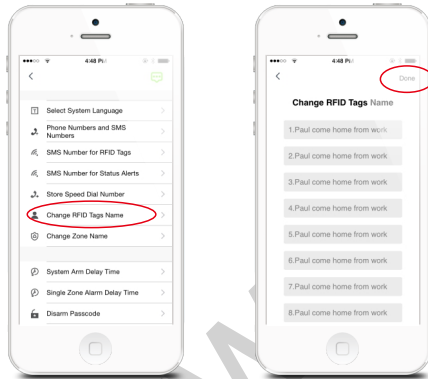 4:48 PM
Select System Language
Phone Numbers and SMS
Numbers
SMS Number for RFID Tags
SMS Number for Status Alerts
Store Speed Dial Number
Change RFID Tags Name
Change Zone Name
System Arm Delay Time
Single Zone Alarm Delay Time
Disarm Passcode
4:48 PM
Done
Change RFID Tags Name
1.Paul come home from work
2.Paul come home from work
3.Paul come home from work
4.Paul come home from work
5.Paul come home from work
6.Paul come home from work
7.Paul come home from work
8.Paul come home from work